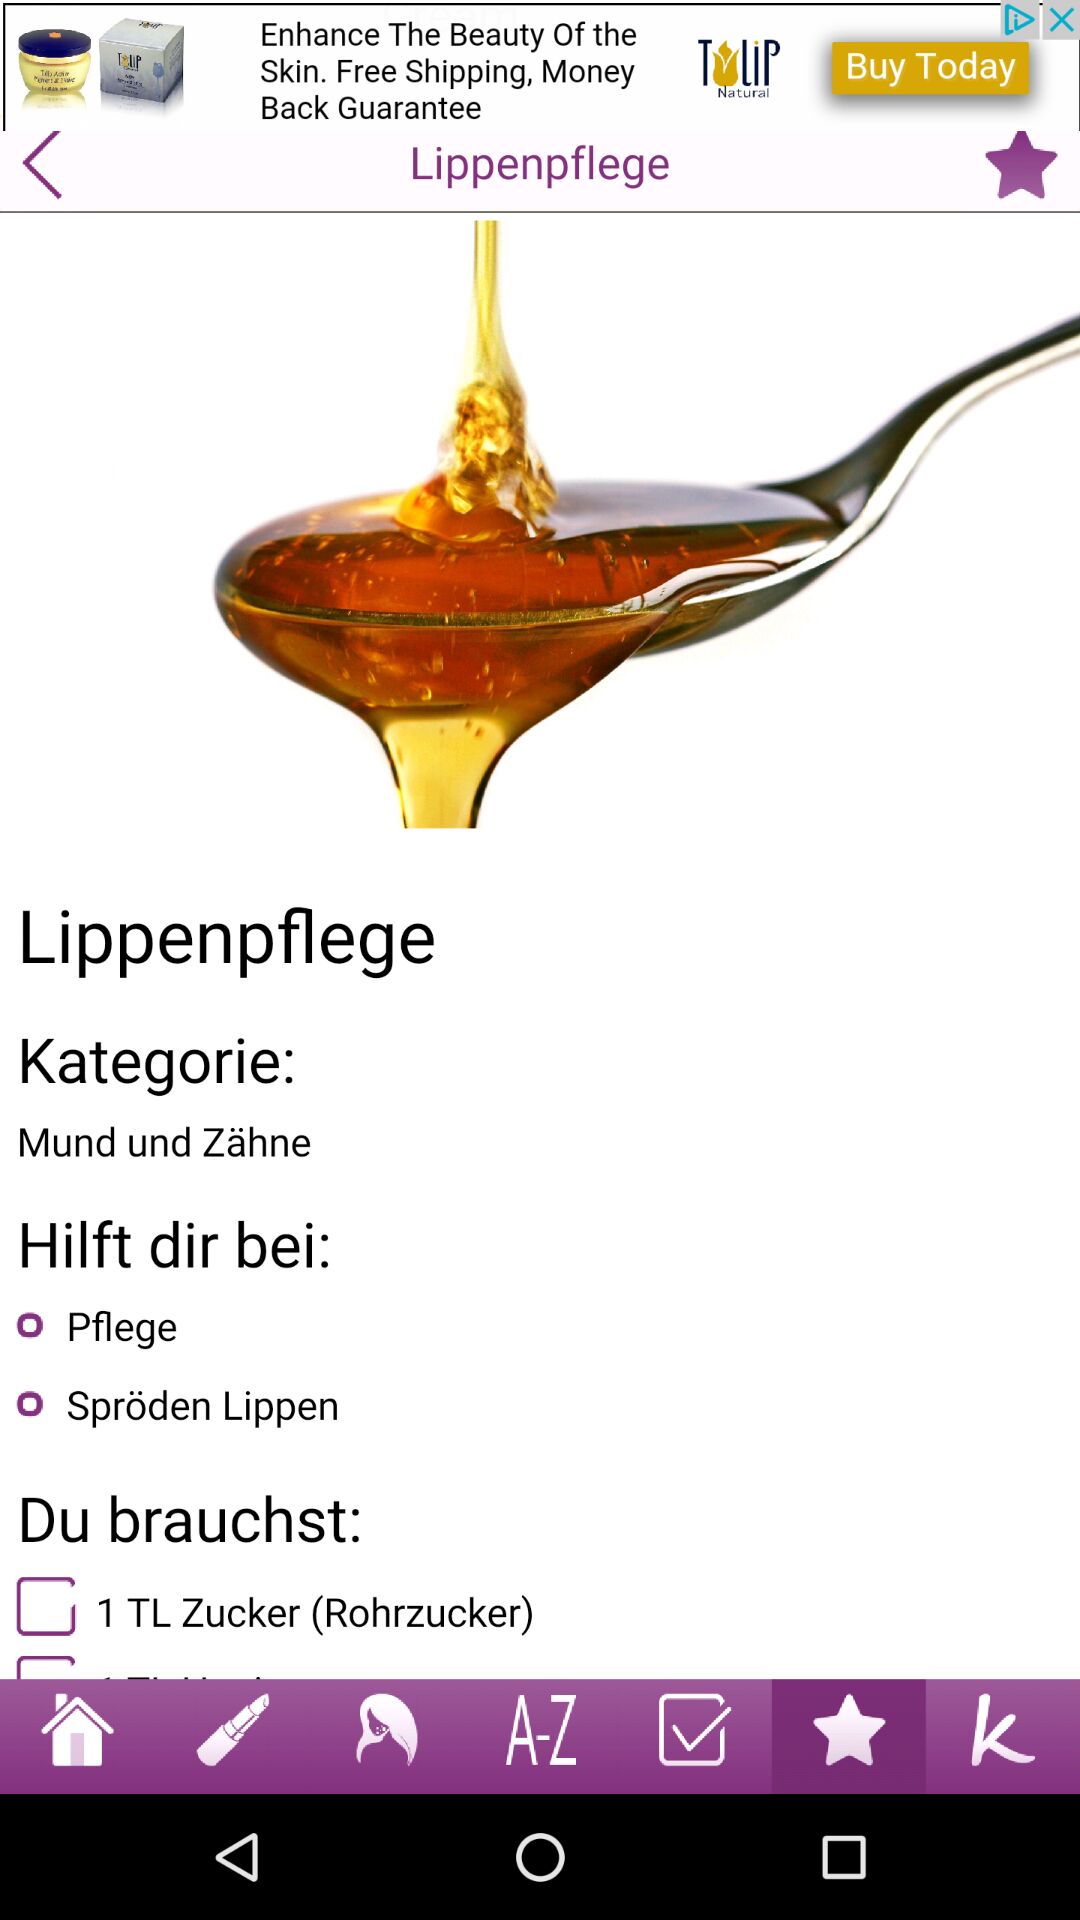 Enhance The Beauty Of the
Skin. Free Shipping, Money
Back Guarantee
TULiP
Natural
Buy Today
Lippenpflege
Lippenpflege
Kategorie:
Mund und Zähne
Hilft dir bei:
Pflege
Spröden Lippen
Du brauchst:
1 TL Zucker (Rohrzucker)
A-Z
k